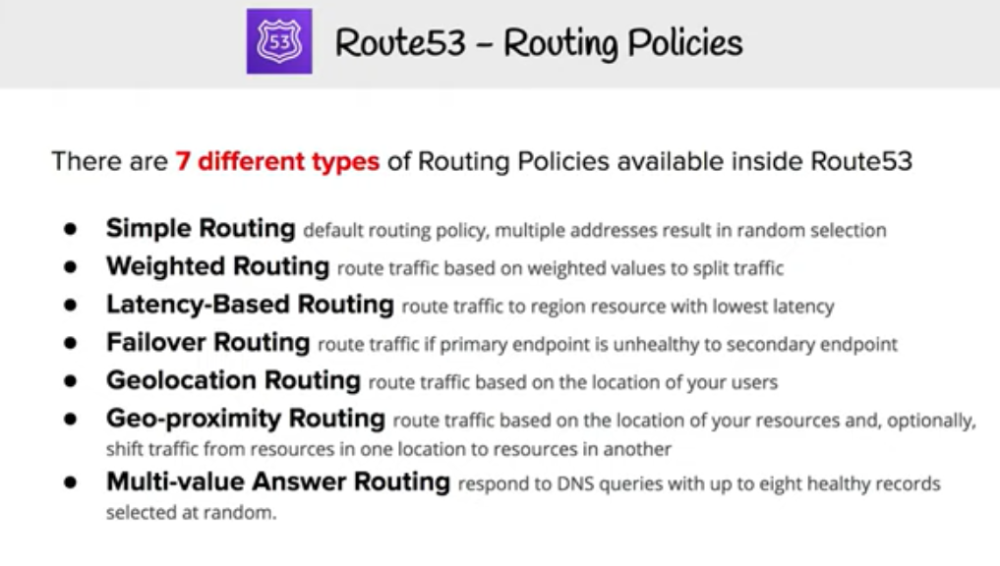 53
Route53 - Routing Policies
There are 7 different types of Routing Policies available inside Route53
● Simple Routing default routing policy, multiple addresses result in random selection
● Weighted Routing route traffic based on weighted values to split traffic
● Latency-Based Routing route traffic to region resource with lowest latency
● Failover Routing route traffic if primary endpoint is unhealthy to secondary endpoint
● Geolocation Routing route traffic based on the location of your users
● Geo-proximity Routing route traffic based on the location of your resources and, optionally,
shift traffic from resources in one location to resources in another
● Multi-value Answer Routing respond to DNS queries with up to eight healthy records
selected at random.